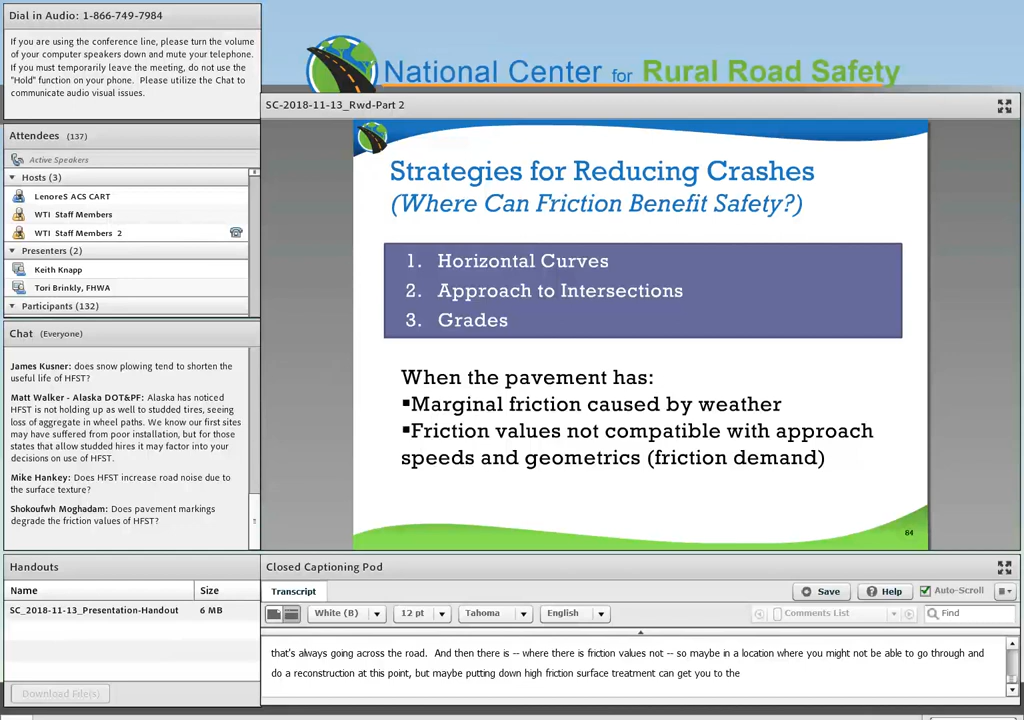 Dial in Audio: 1-866-749-7984
If you are using the conference line, please turn the volume
of your computer speakers down and mute your telephone.
If you must temporarily leave the meeting, do not use the
"Hold" function on your phone.  Please utilize the Chat to
communicate audio visual issues.
National Center for Rural Road Safety
SC-2018-11-13_Rwd-Part 2
Attendees (137)
Active Speakers
Hosts (3)
LenoreS ACS CART
WTI Staff Members
WTI Staff Members 2
Presenters (2)
Keith Knapp
Tori Brinkly, FHWA
Participants (132)
Chat (Everyone)
James Kusner: does snow plowing tend to shorten the
useful life of HFST?
Matt Walker - Alaska DOT&PF: Alaska has noticed
HFST is not holding up as well to studded tires, seeing
loss of aggregate in wheel paths. We know our first sites
may have suffered from poor installation, but for those
states that allow studded hires it may factor into your
decisions on use of HFST.
Mike Hankey: Does HFST increase road noise due to
the surface texture?
Shokoufwh Moghadam: Does pavement markings
degrade the friction values of HFST?
Strategies for Reducing Crashes
(Where Can Friction Benefit Safety?)
1. Horizontal Curves
2. Approach to Intersections
3. Grades
When the pavement has:
▪Marginal friction caused by weather
▪Friction values not compatible with approach
speeds and geometrics (friction demand)
84
Handouts
Name Size
SC_2018-11-13_Presentation-Handout 6 MB
Download File(s)
Closed Captioning Pod
Transcript
Save
Help
Auto-Scroll
White (B)
12 pt
Tahoma
English
Comments List
Find
that's always going across the road.  And then there is -- where there is friction values not -- so maybe in a location where you might not be able to go through and
do a reconstruction at this point, but maybe putting down high friction surface treatment can get you to the